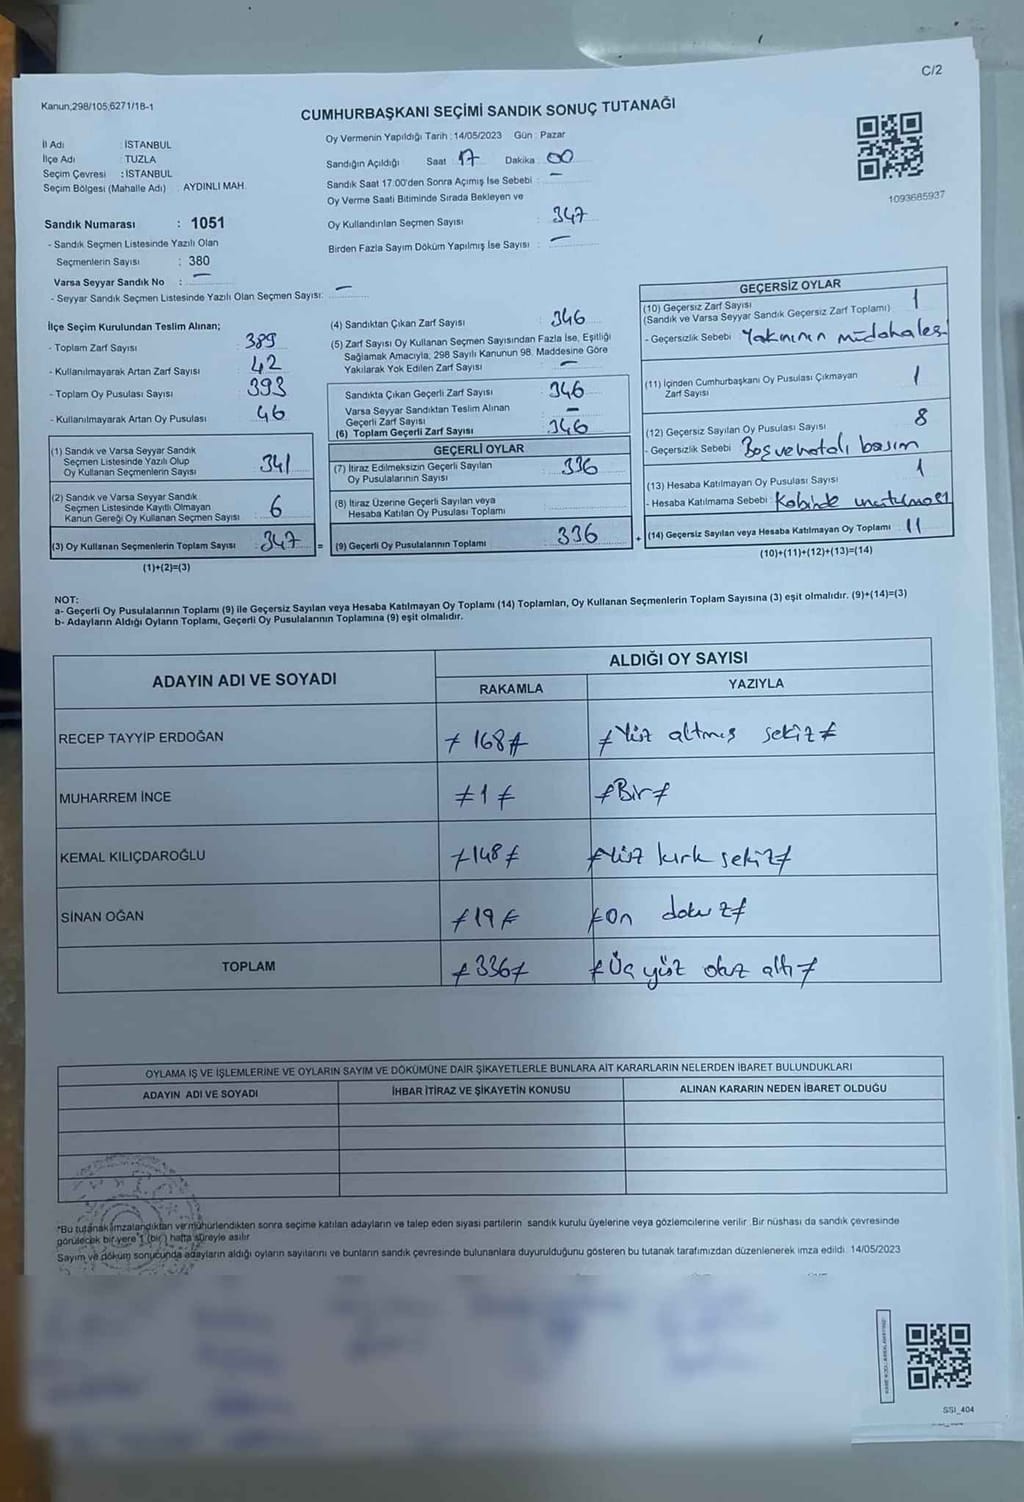 C/2
Kanun,298/105,6271/18-1
CUMHURBAŞKANI SEÇİMİ SANDIK SONUÇ TUTANAĞI
İl Adı : İSTANBUL
İlçe Adı : TUZLA
Seçim Çevresi : İSTANBUL
Seçim Bölgesi (Mahalle Adı) : AYDINLI MAH.
Sandık Numarası : 1051
- Sandık Seçmen Listesinde Yazılı Olan
Seçmenlerin Sayısı : 380
Varsa Seyyar Sandık No : —
- Seyyar Sandık Seçmen Listesinde Yazılı Olan Seçmen Sayısı: —
Oy Vermenin Yapıldığı Tarih : 14/05/2023 Gün : Pazar
Sandığın Açıldığı Saat : 17 Dakika : 00
Sandık Saat 17:00'den Sonra Açımış İse Sebebi : —
Oy Verme Saati Bitiminde Sırada Bekleyen ve
Oy Kullandırılan Seçmen Sayısı : 347
Birden Fazla Sayım Döküm Yapılmış İse Sayısı : —
1093685937
İlçe Seçim Kurulundan Teslim Alınan;
- Toplam Zarf Sayısı : 389
- Kullanılmayarak Artan Zarf Sayısı : 42
- Toplam Oy Pusulası Sayısı : 393
- Kullanılmayarak Artan Oy Pusulası : 46
(1) Sandık ve Varsa Seyyar Sandık
Seçmen Listesinde Yazılı Olup
Oy Kullanan Seçmenlerin Sayısı : 341
(2) Sandık ve Varsa Seyyar Sandık
Seçmen Listesinde Kayıtlı Olmayan
Kanun Gereği Oy Kullanan Seçmen Sayısı : 6
(3) Oy Kullanan Seçmenlerin Toplam Sayısı : 347 =
(1)+(2)=(3)
(4) Sandıktan Çıkan Zarf Sayısı : 346
(5) Zarf Sayısı Oy Kullanan Seçmen Sayısından Fazla İse, Eşitliği
Sağlamak Amacıyla, 298 Sayılı Kanunun 98. Maddesine Göre
Yakılarak Yok Edilen Zarf Sayısı : —
Sandıkta Çıkan Geçerli Zarf Sayısı : 346
Varsa Seyyar Sandıktan Teslim Alınan
Geçerli Zarf Sayısı : —
(6) Toplam Geçerli Zarf Sayısı : 346
GEÇERLİ OYLAR
(7) İtiraz Edilmeksizin Geçerli Sayılan
Oy Pusulalarının Sayısı : 336
(8) İtiraz Üzerine Geçerli Sayılan veya
Hesaba Katılan Oy Pusulası Toplamı
(9) Geçerli Oy Pusulalarının Toplamı : 336 +
GEÇERSİZ OYLAR
(10) Geçersiz Zarf Sayısı : 1
(Sandık ve Varsa Seyyar Sandık Geçersiz Zarf Toplamı)
- Geçersizlik Sebebi : Yakınının müdahalesi
(11) İçinden Cumhurbaşkanı Oy Pusulası Çıkmayan
Zarf Sayısı : 1
(12) Geçersiz Sayılan Oy Pusulası Sayısı : 8
- Geçersizlik Sebebi : Boş ve hatalı basım
(13) Hesaba Katılmayan Oy Pusulası Sayısı : 1
- Hesaba Katılmama Sebebi : Kabinde unutulması
(14) Geçersiz Sayılan veya Hesaba Katılmayan Oy Toplamı : 11
(10)+(11)+(12)+(13)=(14)
NOT:
a- Geçerli Oy Pusulalarının Toplamı (9) ile Geçersiz Sayılan veya Hesaba Katılmayan Oy Toplamı (14) Toplamları, Oy Kullanan Seçmenlerin Toplam Sayısına (3) eşit olmalıdır. (9)+(14)=(3)
b- Adayların Aldığı Oyların Toplamı, Geçerli Oy Pusulalarının Toplamına (9) eşit olmalıdır.
ADAYIN ADI VE SOYADI ALDIĞI OY SAYISI
RAKAMLA YAZIYLA
RECEP TAYYİP ERDOĞAN ≠ 168 ≠ ≠ Yüz altmış sekiz ≠
MUHARREM İNCE ≠ 1 ≠ ≠ Bir ≠
KEMAL KILIÇDAROĞLU ≠ 148 ≠ ≠ Yüz kırk sekiz ≠
SİNAN OĞAN ≠ 19 ≠ ≠ On dokuz ≠
TOPLAM ≠ 336 ≠ ≠ Üç yüz otuz altı ≠
OYLAMA İŞ VE İŞLEMLERİNE VE OYLARIN SAYIM VE DÖKÜMÜNE DAİR ŞİKAYETLERLE BUNLARA AİT KARARLARIN NELERDEN İBARET BULUNDUKLARI
ADAYIN ADI VE SOYADI İHBAR İTİRAZ VE ŞİKAYETİN KONUSU ALINAN KARARIN NEDEN İBARET OLDUĞU
*Bu tutanak imzalandıktan ve mühürlendikten sonra seçime katılan adayların ve talep eden siyasi partilerin sandık kurulu üyelerine veya gözlemcilerine verilir. Bir nüshası da sandık çevresinde
görülecek bir yere 1 (bir) hafta süreyle asılır
Sayım ve döküm sonucunda adayların aldığı oyların sayılarını ve bunların sandık çevresinde bulunanlara duyurulduğunu gösteren bu tutanak tarafımızdan düzenlenerek imza edildi. 14/05/2023
SSI_404